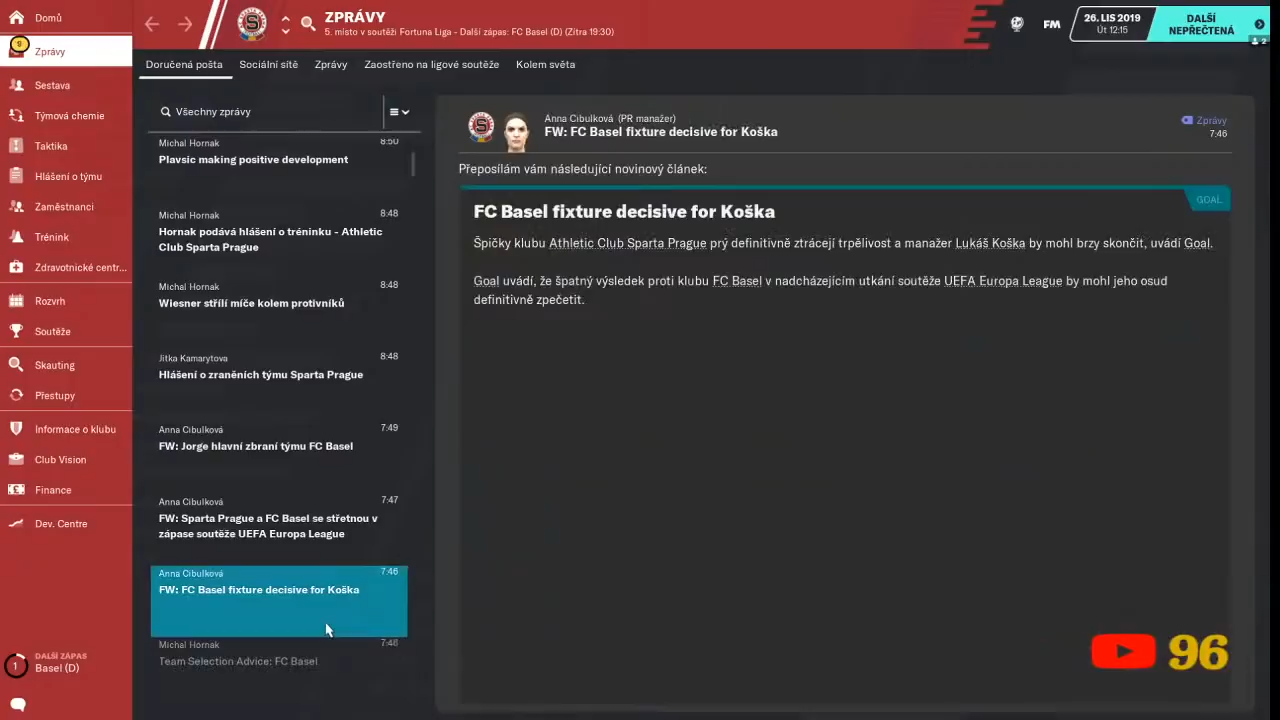 Domů
9
Zprávy
Sestava
Týmová chemie
Taktika
Hlášení o týmu
Zaměstnanci
Trénink
Zdravotnické centr...
Rozvrh
Soutěže
Skauting
Přestupy
Informace o klubu
Club Vision
Finance
Dev. Centre
1
DALŠÍ ZÁPAS
Basel (D)
ZPRÁVY
5. místo v soutěži Fortuna Liga - Další zápas: FC Basel (D) (Zítra 19:30)
FM
26. LIS 2019
Út 12:15
DALŠÍ
NEPŘEČTENÁ
2
Doručená pošta Sociální sítě Zprávy Zaostřeno na ligové soutěže Kolem světa
Všechny zprávy
Michal Hornak 8:50
Plavsic making positive development
Michal Hornak 8:48
Hornak podává hlášení o tréninku - Athletic
Club Sparta Prague
Michal Hornak 8:48
Wiesner střílí míče kolem protivníků
Jitka Kamarytova 8:48
Hlášení o zraněních týmu Sparta Prague
Anna Cibulková 7:49
FW: Jorge hlavní zbraní týmu FC Basel
Anna Cibulková 7:47
FW: Sparta Prague a FC Basel se střetnou v
zápase soutěže UEFA Europa League
Anna Cibulková 7:46
FW: FC Basel fixture decisive for Koška
Michal Hornak 7:46
Team Selection Advice: FC Basel
Anna Cibulková (PR manažer)
FW: FC Basel fixture decisive for Koška
Zprávy
7:46
Přeposílám vám následující novinový článek:
GOAL
FC Basel fixture decisive for Koška
Špičky klubu Athletic Club Sparta Prague prý definitivně ztrácejí trpělivost a manažer Lukáš Koška by mohl brzy skončit, uvádí Goal.
Goal uvádí, že špatný výsledek proti klubu FC Basel v nadcházejícím utkání soutěže UEFA Europa League by mohl jeho osud
definitivně zpečetit.
96